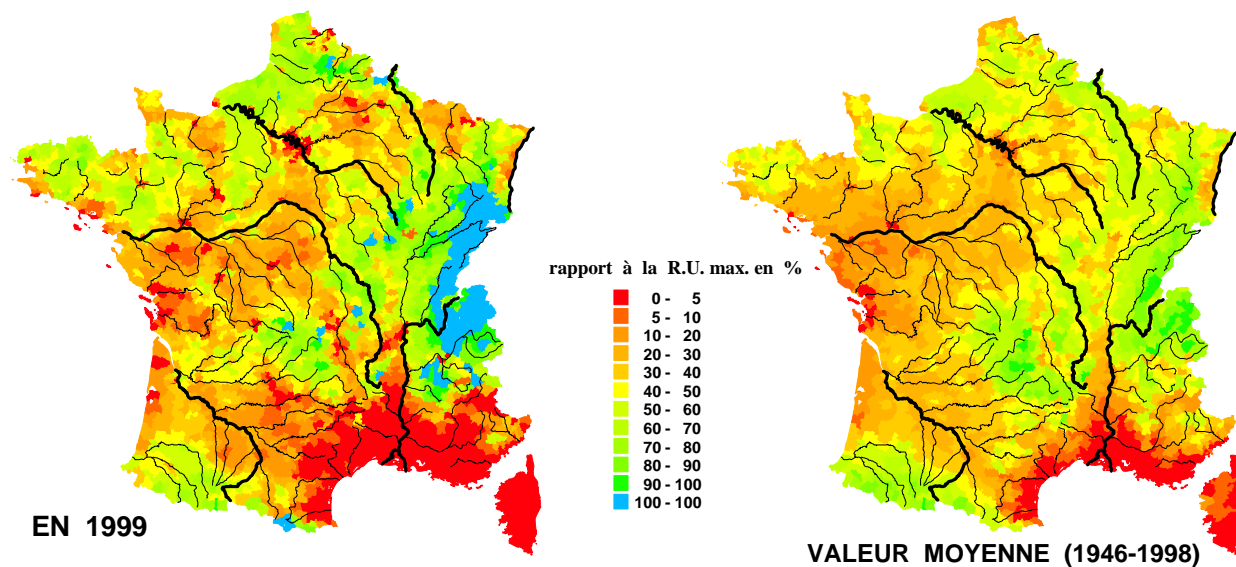 rapport à la R.U. max. en %
0 - 5
5 - 10
10 - 20
20 - 30
30 - 40
40 - 50
50 - 60
60 - 70
70 - 80
80 - 90
90 - 100
100 - 100
EN 1999
VALEUR MOYENNE (1946-1998)